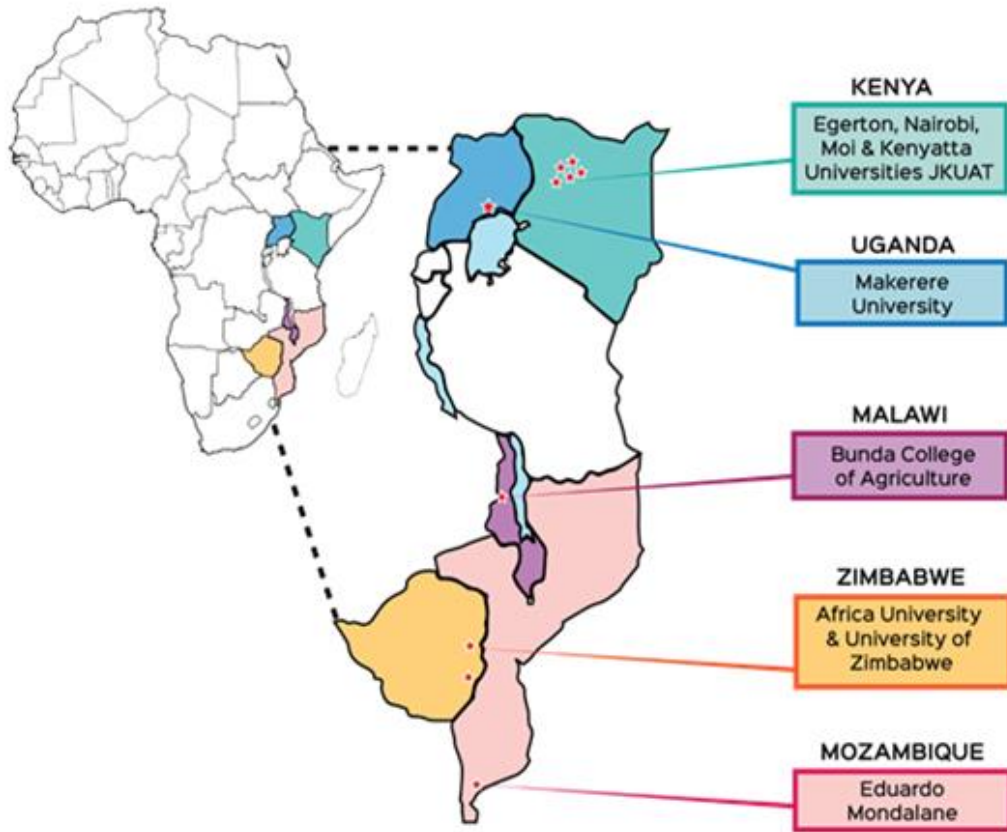 KENYA
Egerton, Nairobi,
Moi & Kenyatta
Universities JKUAT
UGANDA
Makerere
University
MALAWI
Bunda College
of Agriculture
ZIMBABWE
Africa University
& University of
Zimbabwe
MOZAMBIQUE
Eduardo
Mondalane